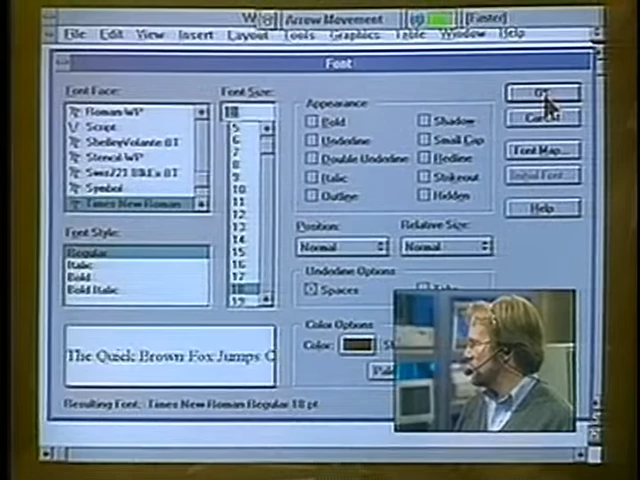 W Arrow Movement [Faster]
File Edit View Insert Layout Tools Graphics Table Window Help
Font
Font Face:
Roman-WP
Script
ShelleyVolante BT
Stencil-WP
Swis721 BlkEx BT
Symbol
Times New Roman
Font Size:
18
5
6
7
8
9
10
11
12
13
14
15
16
17
18
19
Appearance
Bold
Underline
Double Underline
Italic
Outline
Shadow
Small Cap
Redline
Strikeout
Hidden
OK
Cancel
Font Map...
Initial Font...
Help
Font Style:
Regular
Italic
Bold
Bold Italic
Position:
Normal
Relative Size:
Normal
Underline Options
Spaces
Color Options
Color:
The Quick Brown Fox Jumps O
Resulting Font: Times New Roman Regular 18 pt